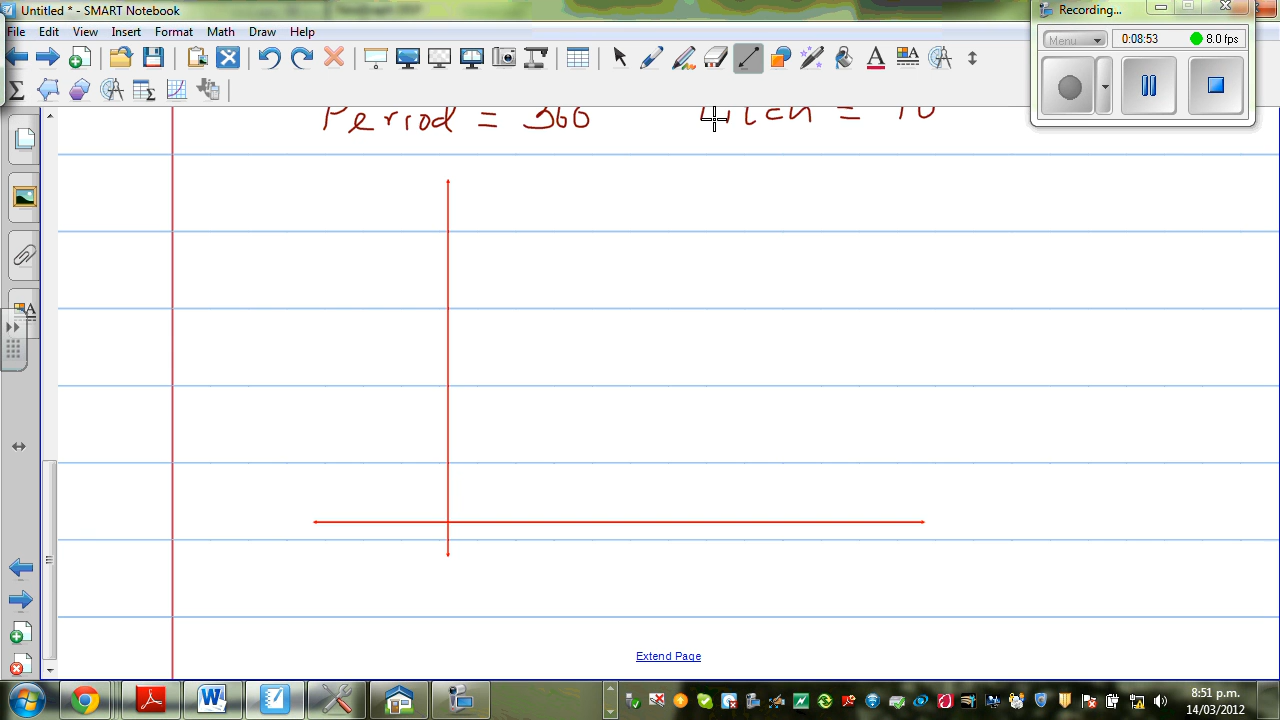 Untitled * - SMART Notebook
Recording...
File Edit View Insert Format Math Draw Help
Menu
0:08:53
8.0 fps
Period = 360
Extend Page
8:51 p.m.
14/03/2012